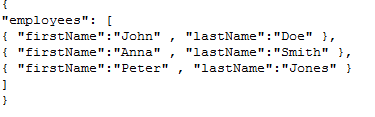 {
"employees": [
{ "firstName":"John" , "lastName":"Doe" },
{ "firstName":"Anna" , "lastName":"Smith" },
{ "firstName":"Peter" , "lastName":"Jones" }
]
}